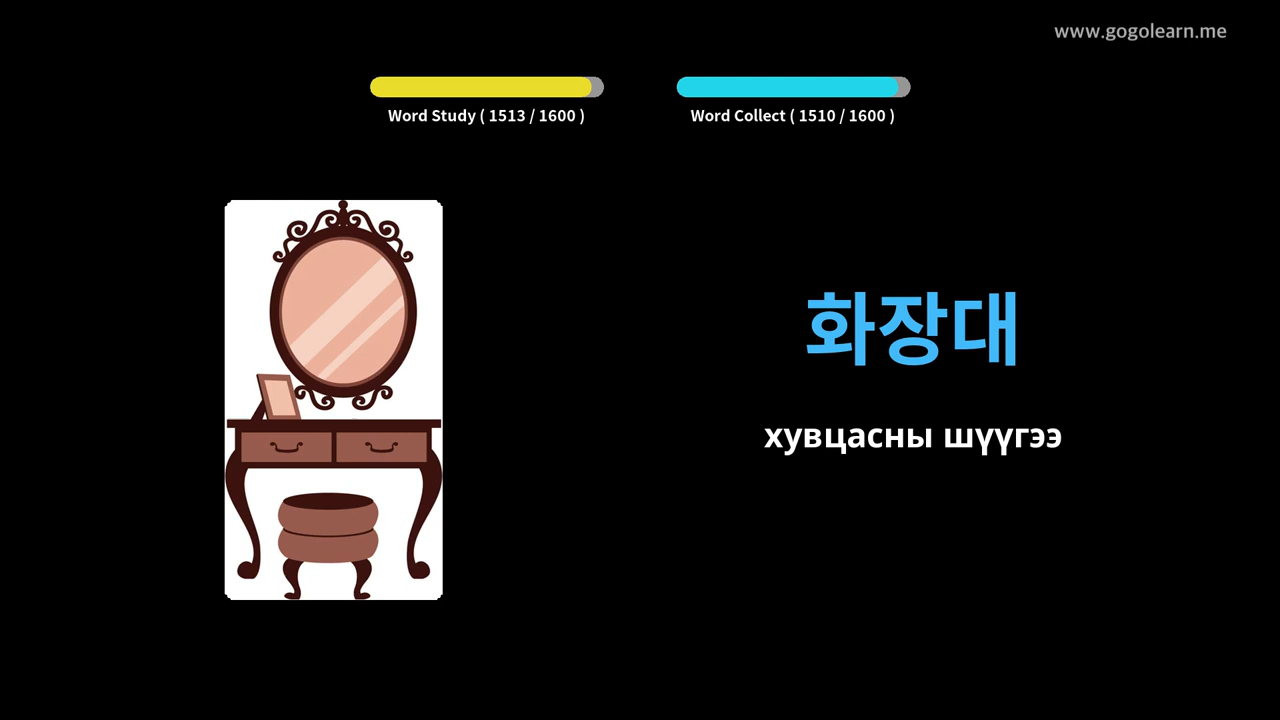 www.gogolearn.me
Word Study ( 1513 / 1600 )
Word Collect ( 1510 / 1600 )
화장대
хувцасны шүүгээ